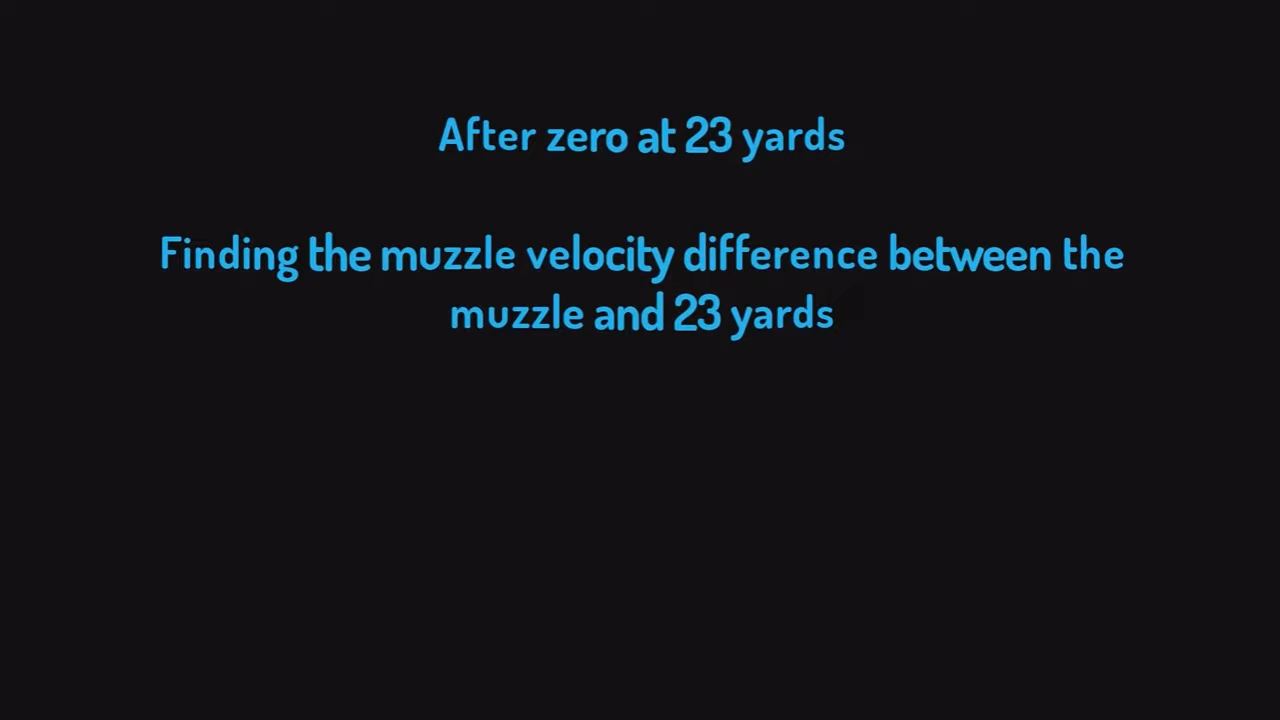 After zero at 23 yards
Finding the muzzle velocity difference between the
muzzle and 23 yards